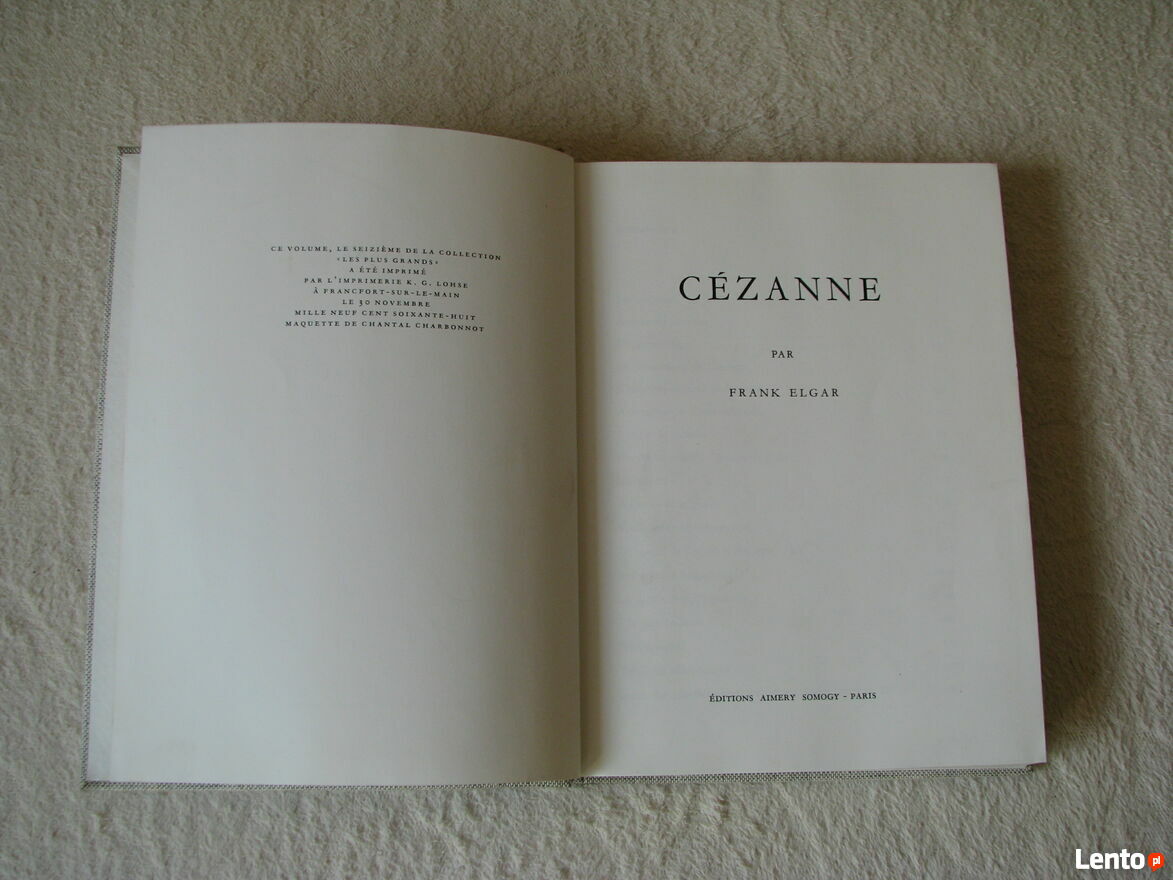 CE VOLUME, LE SEIZIÈME DE LA COLLECTION
«LES PLUS GRANDS»
A ÉTÉ IMPRIMÉ
PAR L'IMPRIMERIE K. G. LOHSE
À FRANCFORT-SUR-LE-MAIN
LE 30 NOVEMBRE
MILLE NEUF CENT SOIXANTE-HUIT
MAQUETTE DE CHANTAL CHARBONNOT
CÉZANNE
PAR
FRANK ELGAR
ÉDITIONS AIMERY SOMOGY - PARIS
Lento pl